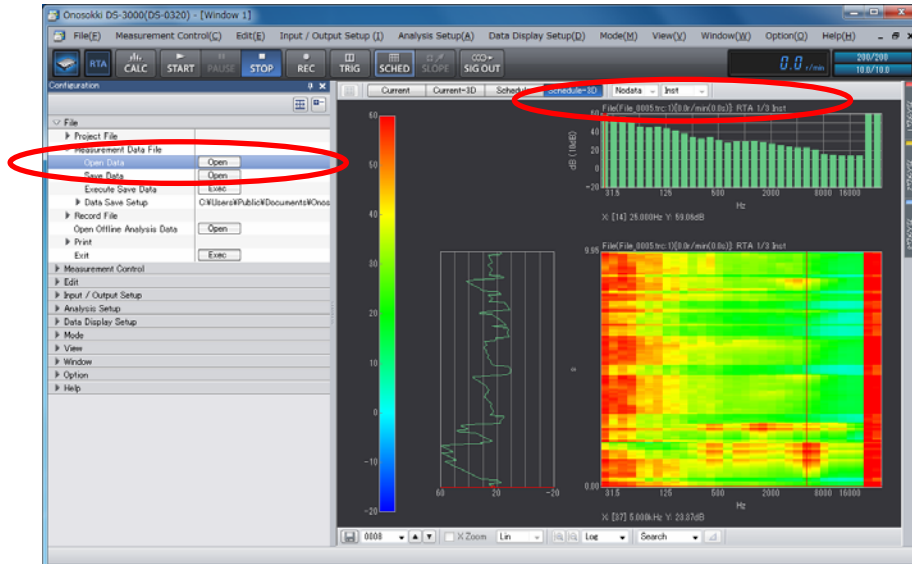 Onosokki DS-3000(DS-0320) - [Window 1]
File(F) Measurement Control(C) Edit(E) Input / Output Setup (I) Analysis Setup(A) Data Display Setup(D) Mode(M) View(V) Window(W) Option(O) Help(H)
RTA CALC START PAUSE STOP REC TRIG SCHED SLOPE SIG OUT 0.0 r/min 200/200
10.0/10.0
Configuration
Current Current-3D Schedule Schedule-3D Nodata Inst
File
Project File
Measurement Data File
Open Data Open
Save Data Open
Execute Save Data Exec
Data Save Setup C:¥Users¥Public¥Documents¥Onos
Record File
Open Offline Analysis Data Open
Print
Exit Exec
Measurement Control
Edit
Input / Output Setup
Analysis Setup
Data Display Setup
Mode
View
Window
Option
Help
60
50
40
30
20
10
0
-10
-20
File(File_0005.trc:1)[0.0r/min(0.0s)] RTA 1/3 Inst
60
40
20
0
-20
dB (10dB)
31.5 125 500 2000 8000 16000
Hz
X: [14] 25.000Hz Y: 59.06dB
File(File_0005.trc:1)[0.0r/min(0.0s)] RTA 1/3 Inst
9.95
s
0.00
60 20 -20
31.5 125 500 2000 8000 16000
Hz
X: [37] 5.000kHz Y: 23.37dB
0808 X Zoom Lin Log Search